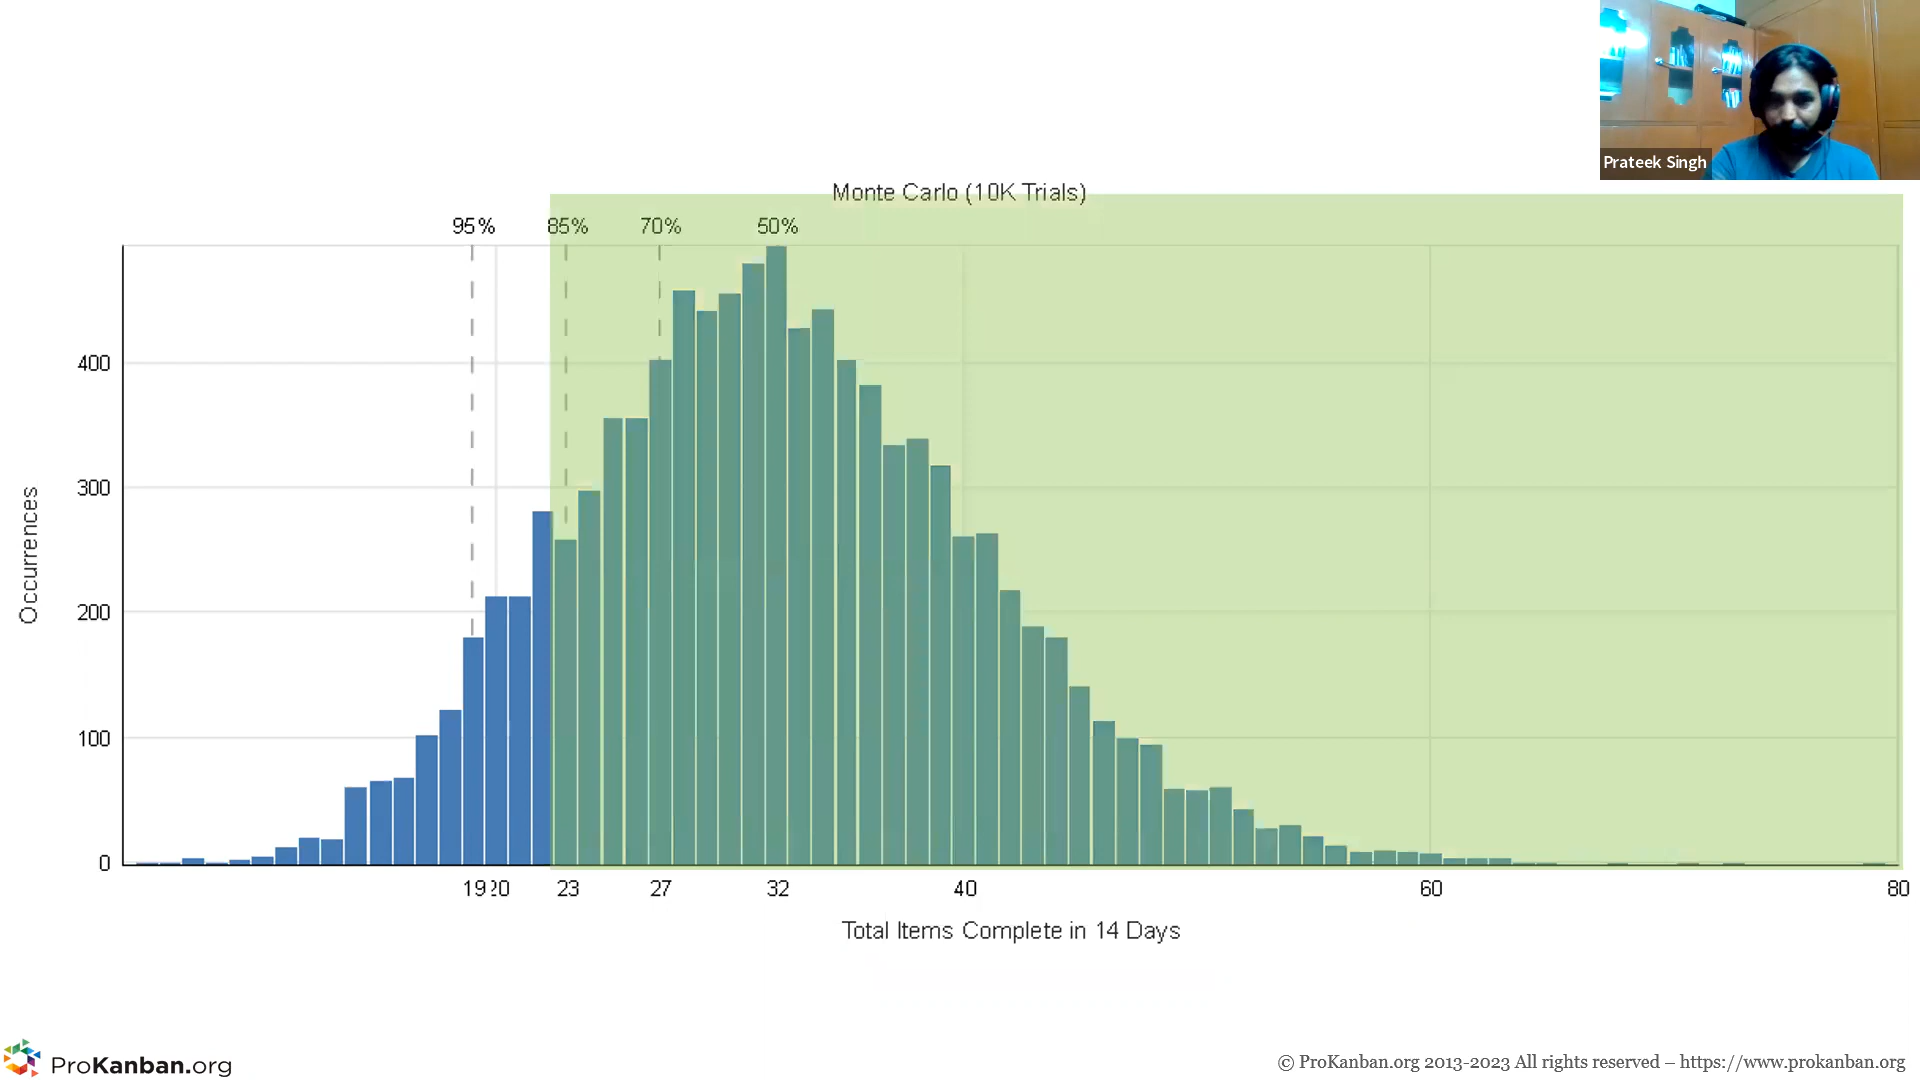 Prateek Singh
Monte Carlo (10K Trials)
95% 85% 70% 50%
400
300
200
100
0
Occurrences
19 20 23 27 32 40 60 80
Total Items Complete in 14 Days
ProKanban.org
© ProKanban.org 2013-2023 All rights reserved – https://www.prokanban.org